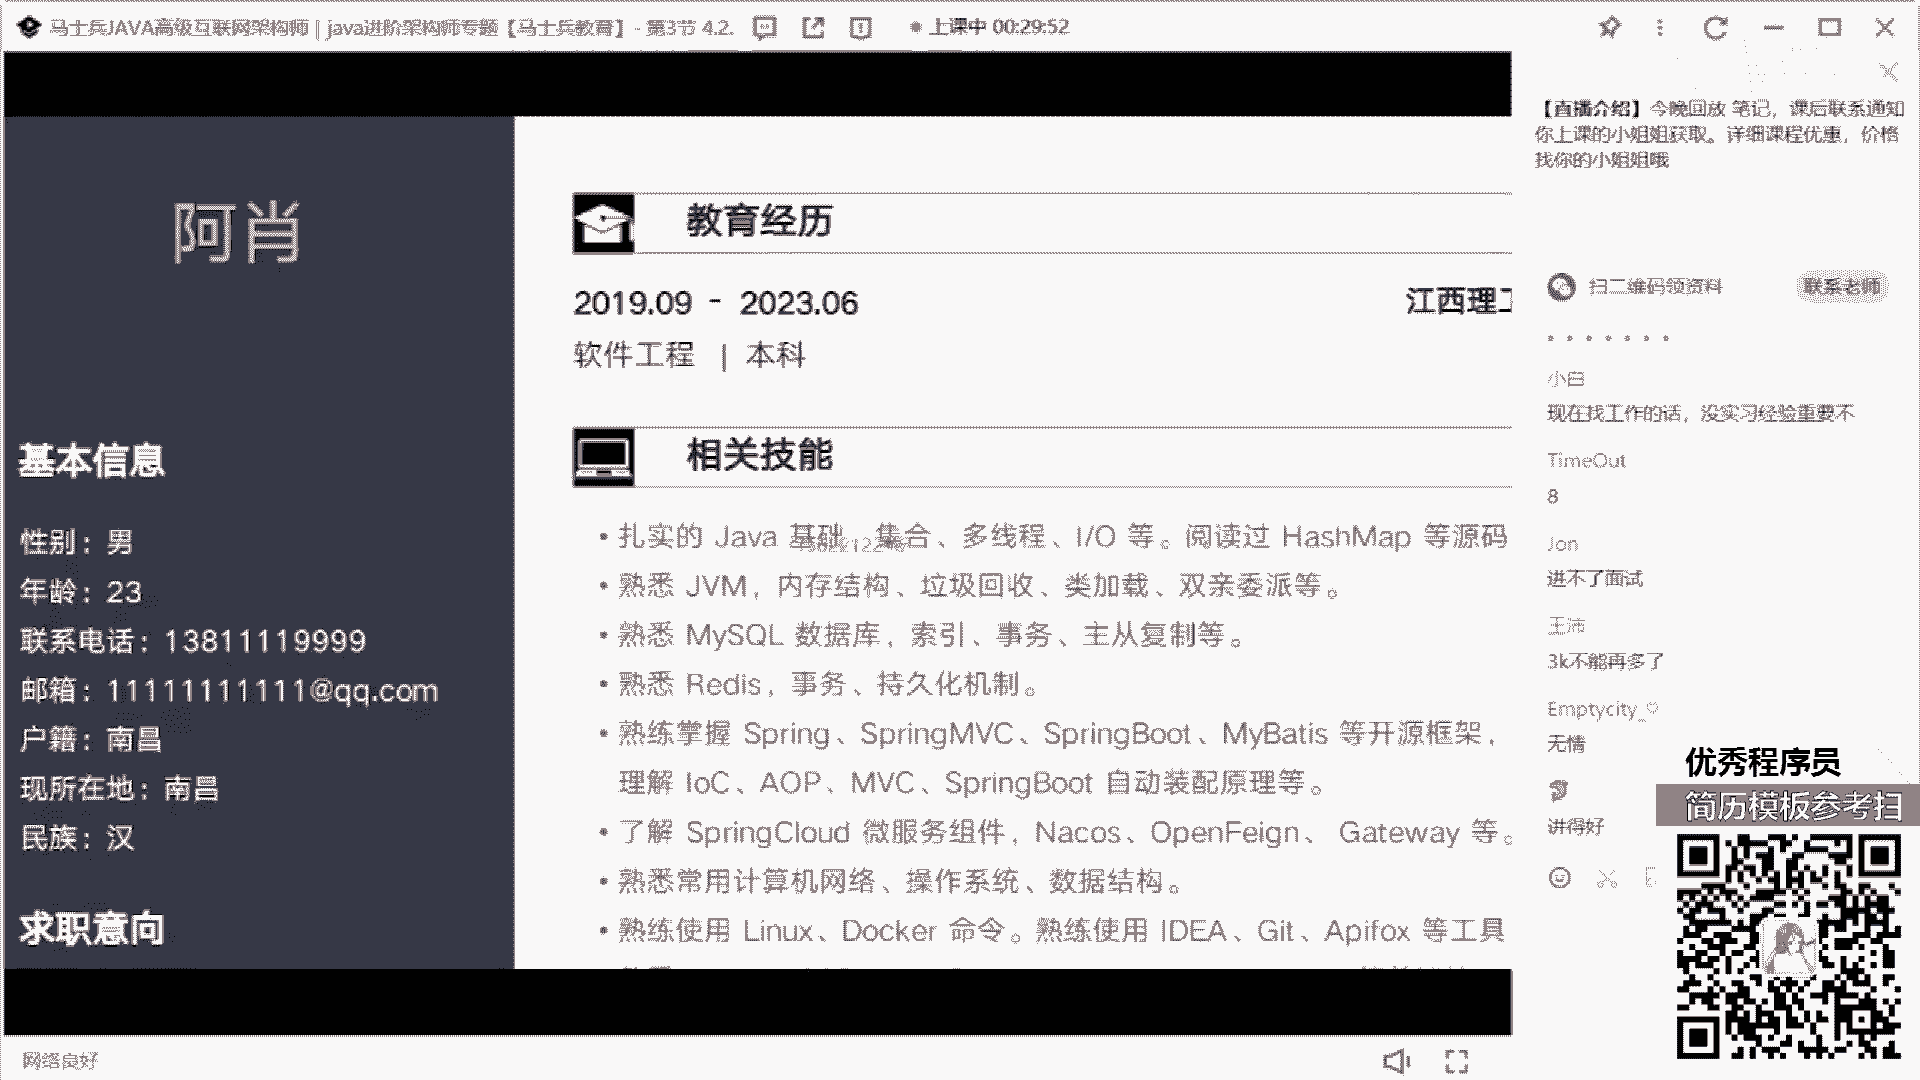 马士兵JAVA高级互联网架构师 | java进阶架构师专题【马士兵教育】 - 第3节 4.2.
上课中 00:29:52
阿肖
基本信息
性别：男
年龄：23
联系电话：13811119999
邮箱：11111111111@qq.com
户籍：南昌
现所在地：南昌
民族：汉
求职意向
教育经历
2019.09 - 2023.06
江西理
软件工程 | 本科
相关技能
• 扎实的 Java 基础、集合、多线程、I/O 等。阅读过 HashMap 等源码
• 熟悉 JVM，内存结构、垃圾回收、类加载、双亲委派等。
• 熟悉 MySQL 数据库，索引、事务、主从复制等。
• 熟悉 Redis，事务、持久化机制。
• 熟练掌握 Spring、SpringMVC、SpringBoot、MyBatis 等开源框架，
理解 IoC、AOP、MVC、SpringBoot 自动装配原理等。
• 了解 SpringCloud 微服务组件，Nacos、OpenFeign、 Gateway 等。
• 熟悉常用计算机网络、操作系统、数据结构。
• 熟练使用 Linux、Docker 命令。熟练使用 IDEA、Git、Apifox 等工具
【直播介绍】今晚回放 笔记，课后联系通知
你上课的小姐姐获取。详细课程优惠，价格
找你的小姐姐哦
扫二维码领资料
联系老师
小白
现在找工作的话，没实习经验重要不
TimeOut
8
Jon
进不了面试
王沛
3k不能再多了
Emptycity_♡
无情
讲得好
优秀程序员
简历模板参考扫
网络良好